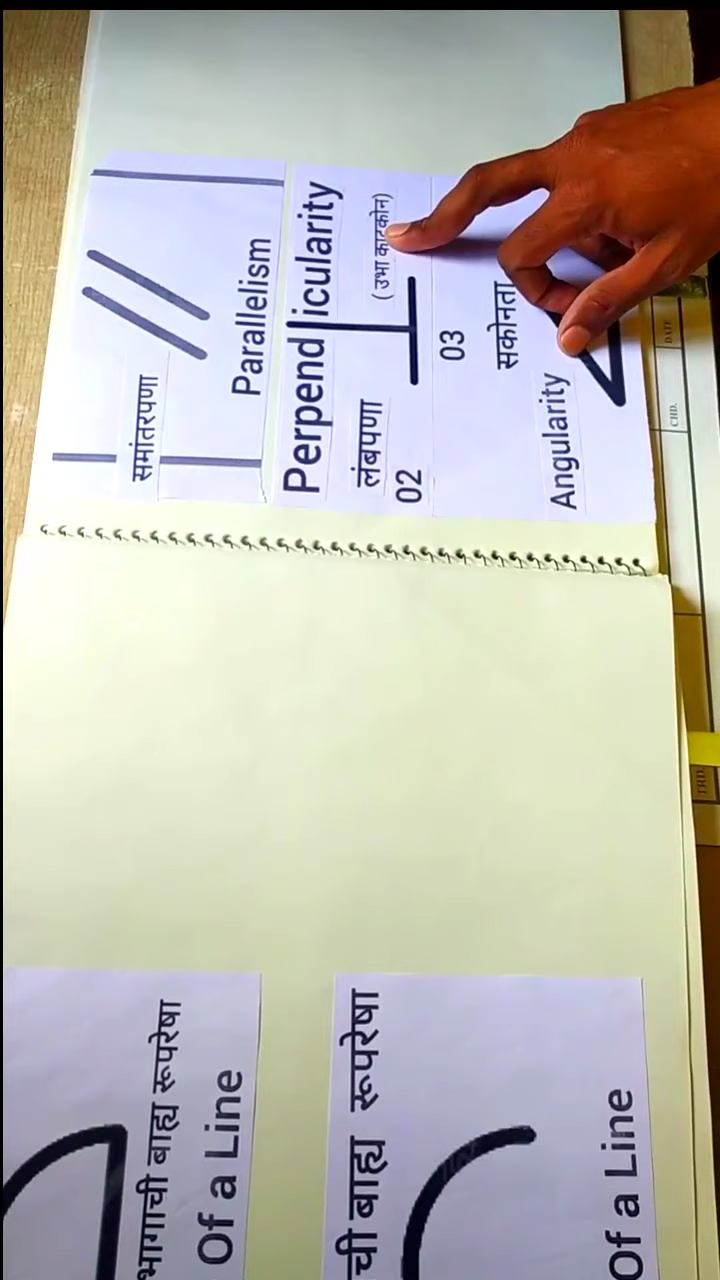 समांतरपणा
Parallelism
Perpendicularity
(उभा काटकोन)
लंबपणा
02
03
सकोनता
Angularity
DATE
CHD.
TRD.
भागाची बाह्य रूपरेषा
Of a Line
ची बाह्य रूपरेषा
Of a Line